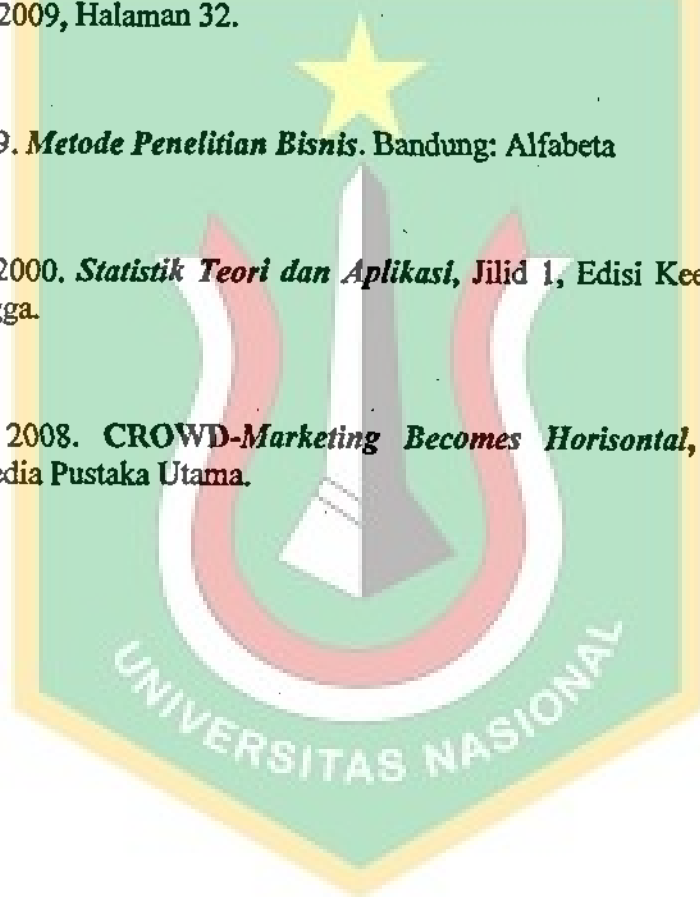 2009, Halaman 32.
9. Metode Penelitian Bisnis. Bandung: Alfabeta
2000. Statistik Teori dan Aplikasi, Jilid 1, Edisi Kee
gga.
2008. CROWD-Marketing Becomes Horisontal,
edia Pustaka Utama.
UNIVERSITAS NASIONAL